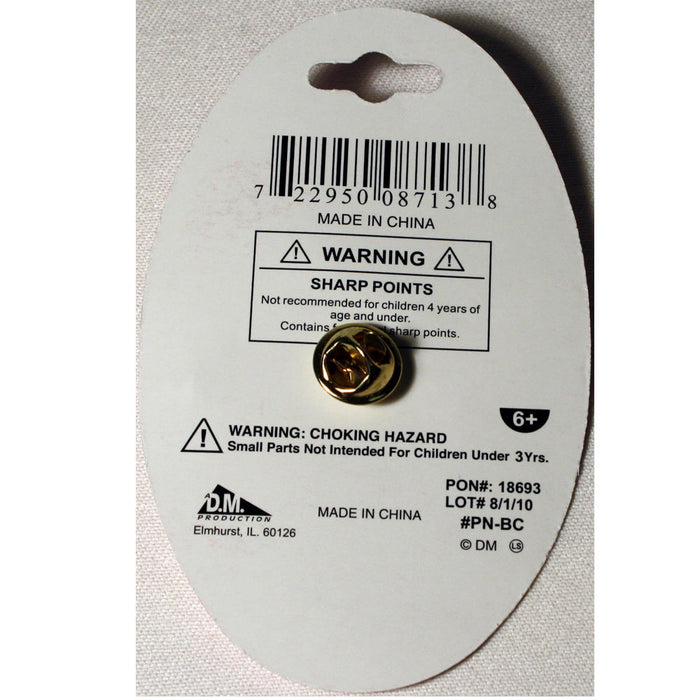 7 22950 08713 8
MADE IN CHINA
WARNING
SHARP POINTS
Not recommended for children 4 years of
age and under.
Contains sharp points.
6+
WARNING: CHOKING HAZARD
Small Parts Not Intended For Children Under 3Yrs.
D.M.
PRODUCTION
Elmhurst, IL. 60126
MADE IN CHINA
PON#: 18693
LOT# 8/1/10
#PN-BC
© DM LS